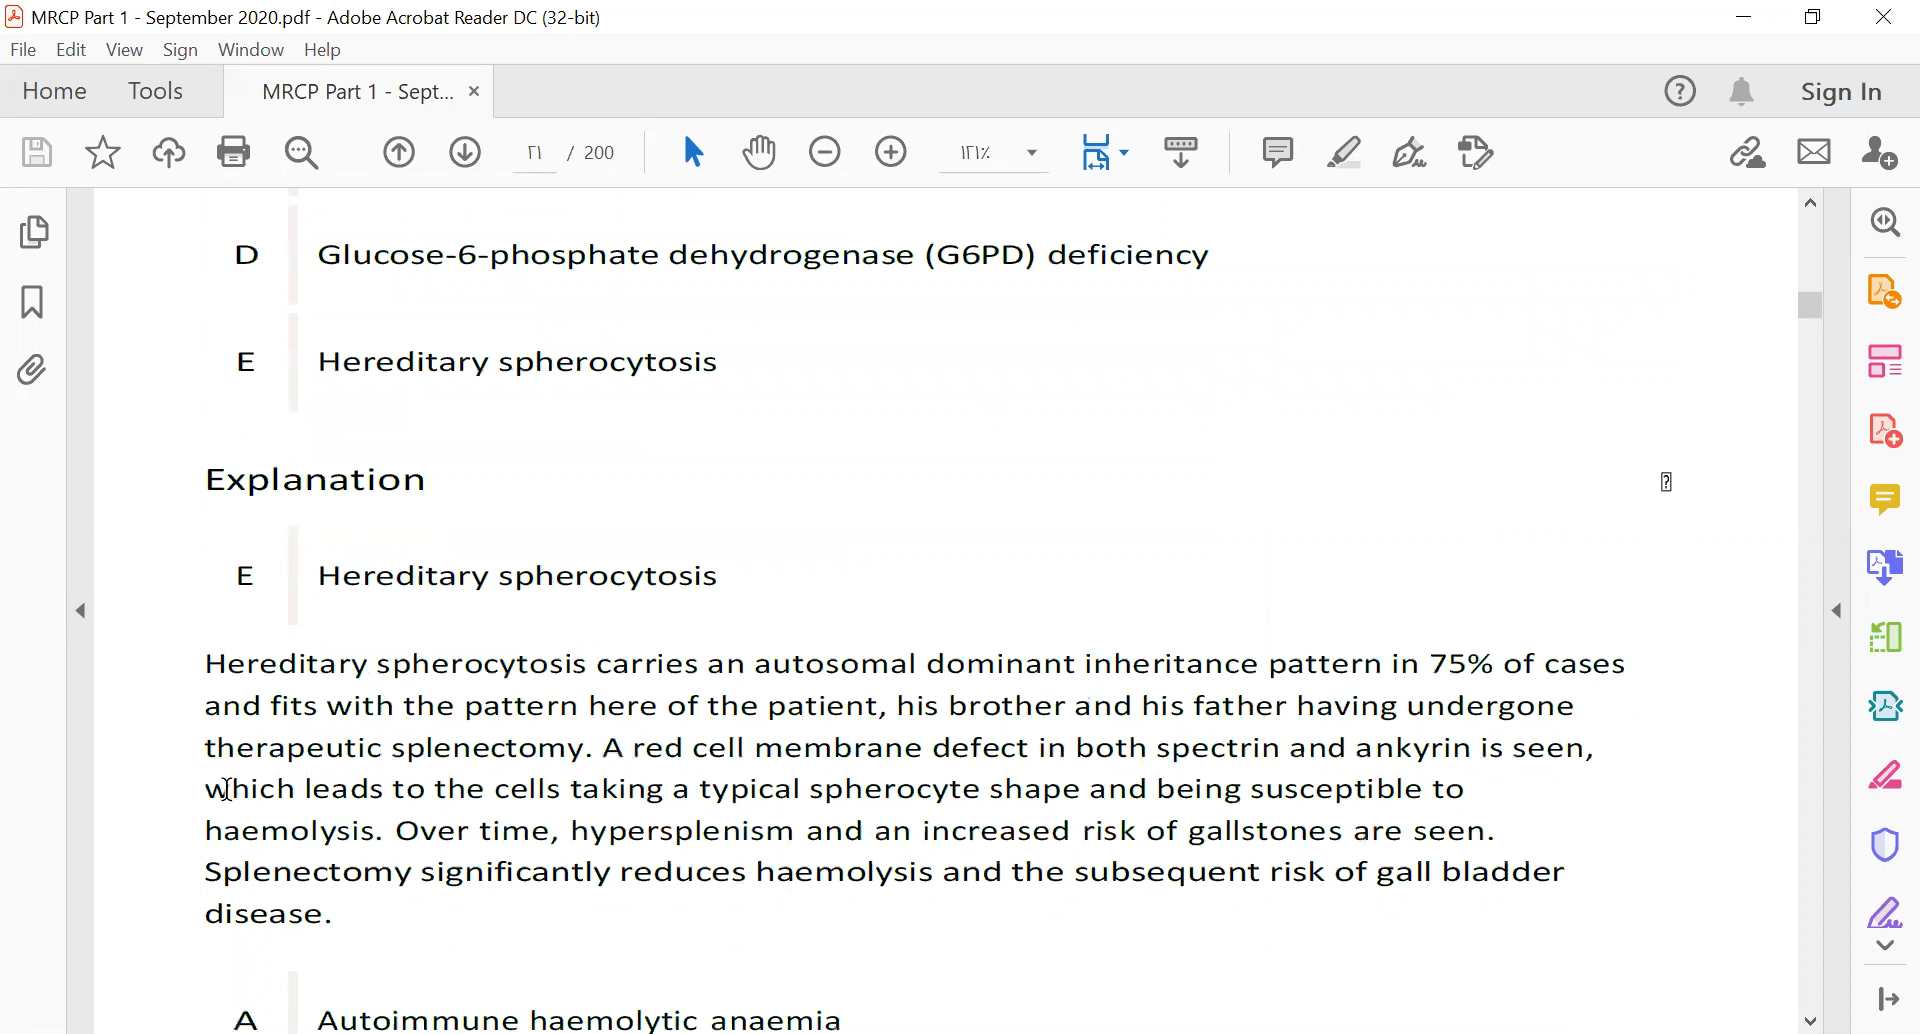 MRCP Part 1 - September 2020.pdf - Adobe Acrobat Reader DC (32-bit)
File Edit View Sign Window Help
Home Tools MRCP Part 1 - Sept... × Sign In
٢١ / 200 ١٢١٪
D Glucose-6-phosphate dehydrogenase (G6PD) deficiency
E Hereditary spherocytosis
Explanation
E Hereditary spherocytosis
Hereditary spherocytosis carries an autosomal dominant inheritance pattern in 75% of cases
and fits with the pattern here of the patient, his brother and his father having undergone
therapeutic splenectomy. A red cell membrane defect in both spectrin and ankyrin is seen,
which leads to the cells taking a typical spherocyte shape and being susceptible to
haemolysis. Over time, hypersplenism and an increased risk of gallstones are seen.
Splenectomy significantly reduces haemolysis and the subsequent risk of gall bladder
disease.
A Autoimmune haemolytic anaemia